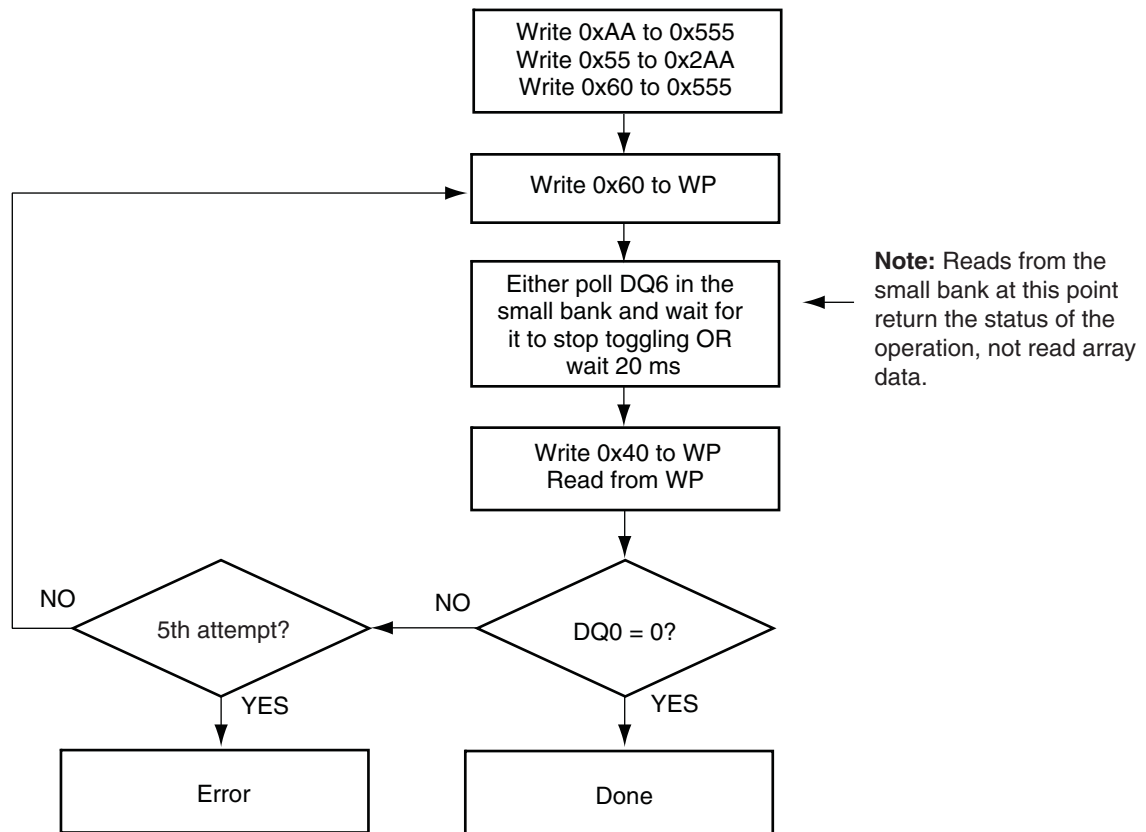 Write 0xAA to 0x555
Write 0x55 to 0x2AA
Write 0x60 to 0x555
Write 0x60 to WP
Either poll DQ6 in the
small bank and wait for
it to stop toggling OR
wait 20 ms
Note: Reads from the
small bank at this point
return the status of the
operation, not read array
data.
Write 0x40 to WP
Read from WP
DQ0 = 0?
NO
5th attempt?
NO
YES
YES
Error
Done